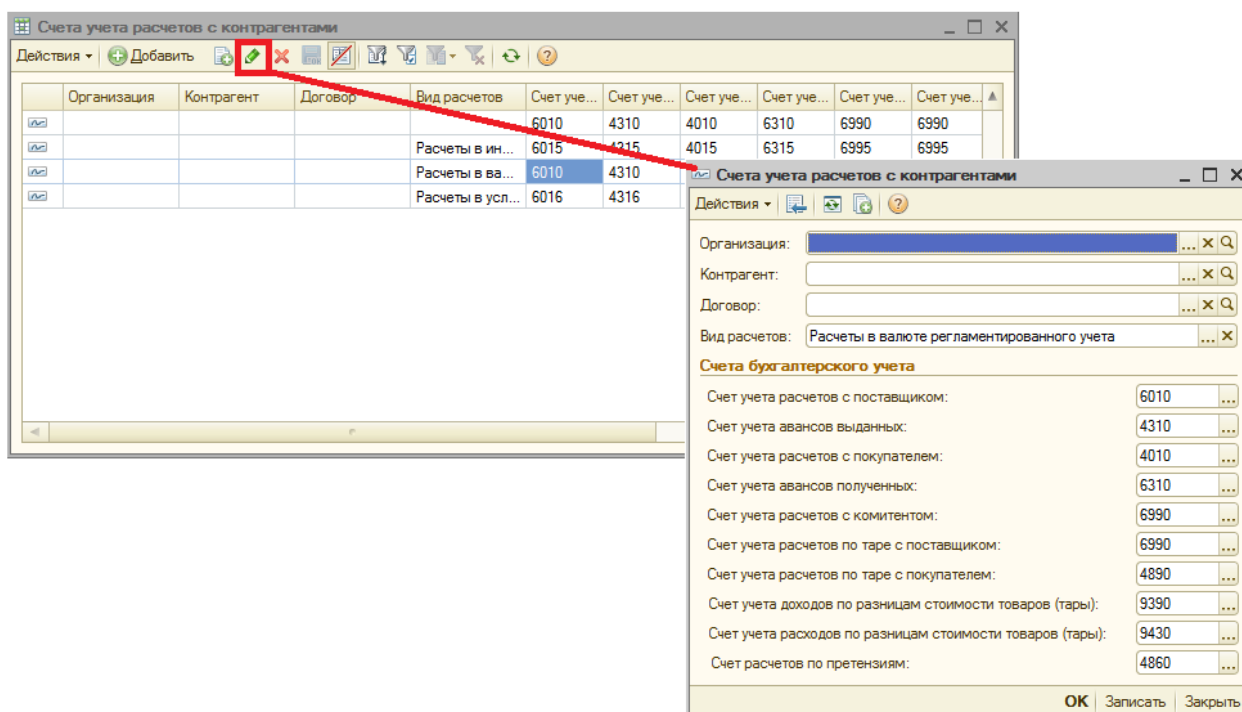 Счета учета расчетов с контрагентами
Действия Добавить
Организация Контрагент Договор Вид расчетов Счет уче... Счет уче... Счет уче... Счет уче... Счет уче... Счет уче...
6010 4310 4010 6310 6990 6990
Расчеты в ин... 6015 4315 4015 6315 6995 6995
Расчеты в ва... 6010 4310
Расчеты в усл... 6016 4316
Счета учета расчетов с контрагентами
Действия
Организация:
Контрагент:
Договор:
Вид расчетов: Расчеты в валюте регламентированного учета
Счета бухгалтерского учета
Счет учета расчетов с поставщиком: 6010
Счет учета авансов выданных: 4310
Счет учета расчетов с покупателем: 4010
Счет учета авансов полученных: 6310
Счет учета расчетов с комитентом: 6990
Счет учета расчетов по таре с поставщиком: 6990
Счет учета расчетов по таре с покупателем: 4890
Счет учета доходов по разницам стоимости товаров (тары): 9390
Счет учета расходов по разницам стоимости товаров (тары): 9430
Счет расчетов по претензиям: 4860
OK Записать Закрыть